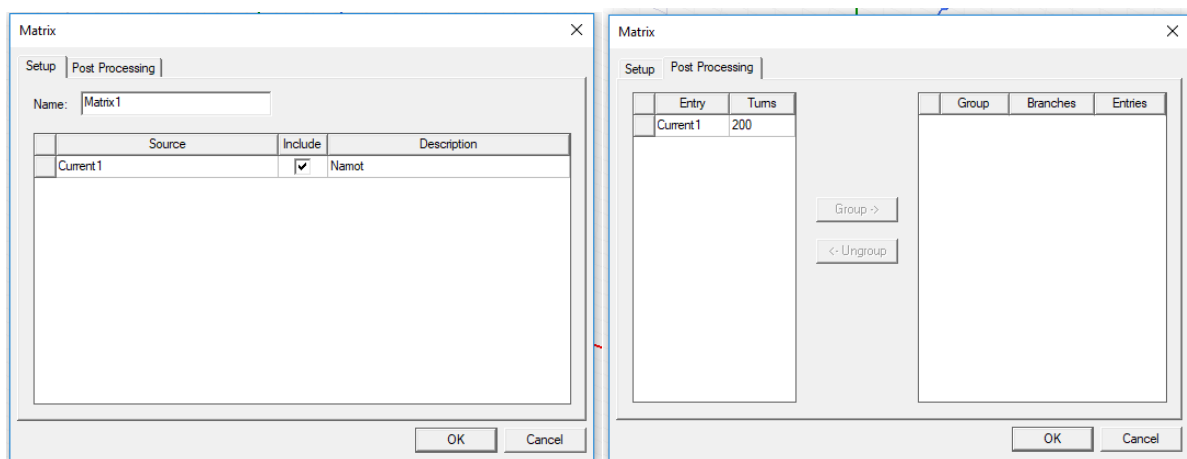 Matrix
Setup Post Processing
Name: Matrix1
Source Include Description
Current1 Namot
OK Cancel
Matrix
Setup Post Processing
Entry Turns
Current1 200
Group ->
<- Ungroup
Group Branches Entries
OK Cancel